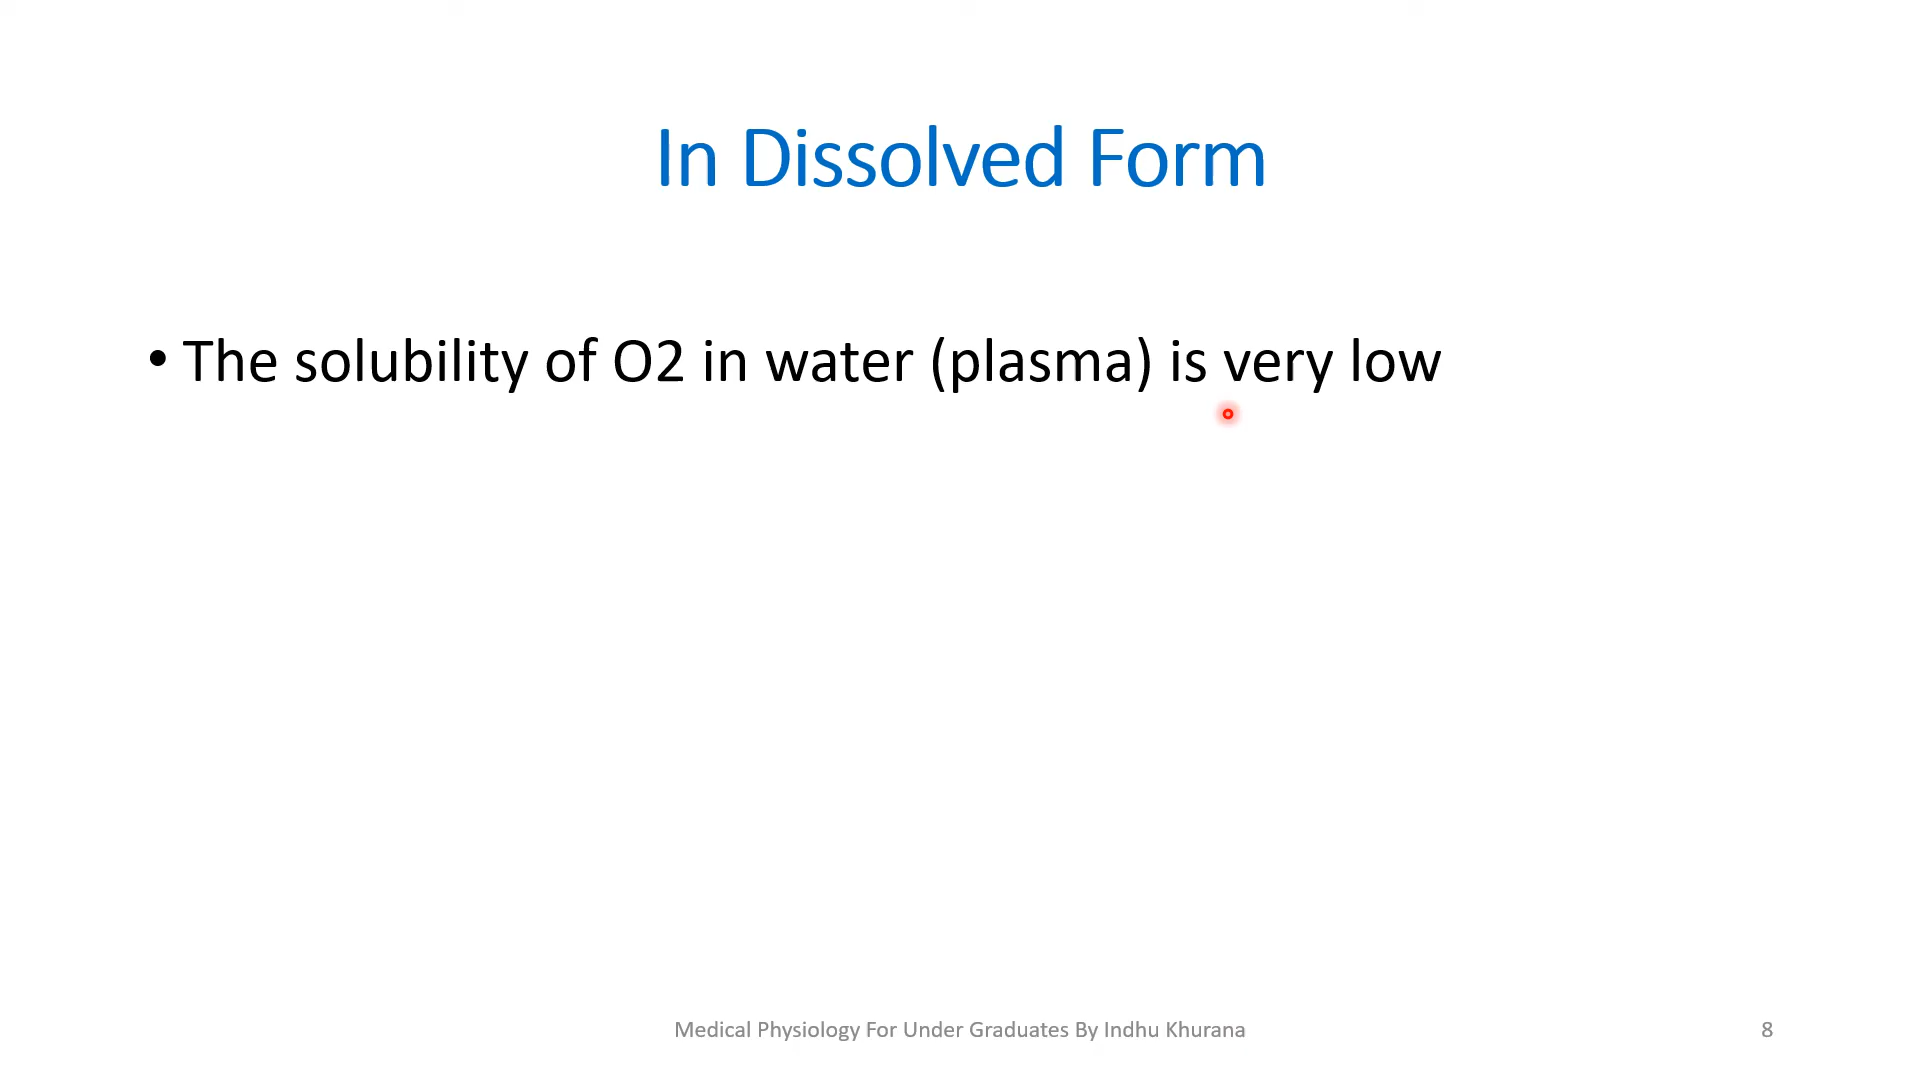 In Dissolved Form
• The solubility of O2 in water (plasma) is very low
Medical Physiology For Under Graduates By Indhu Khurana
8